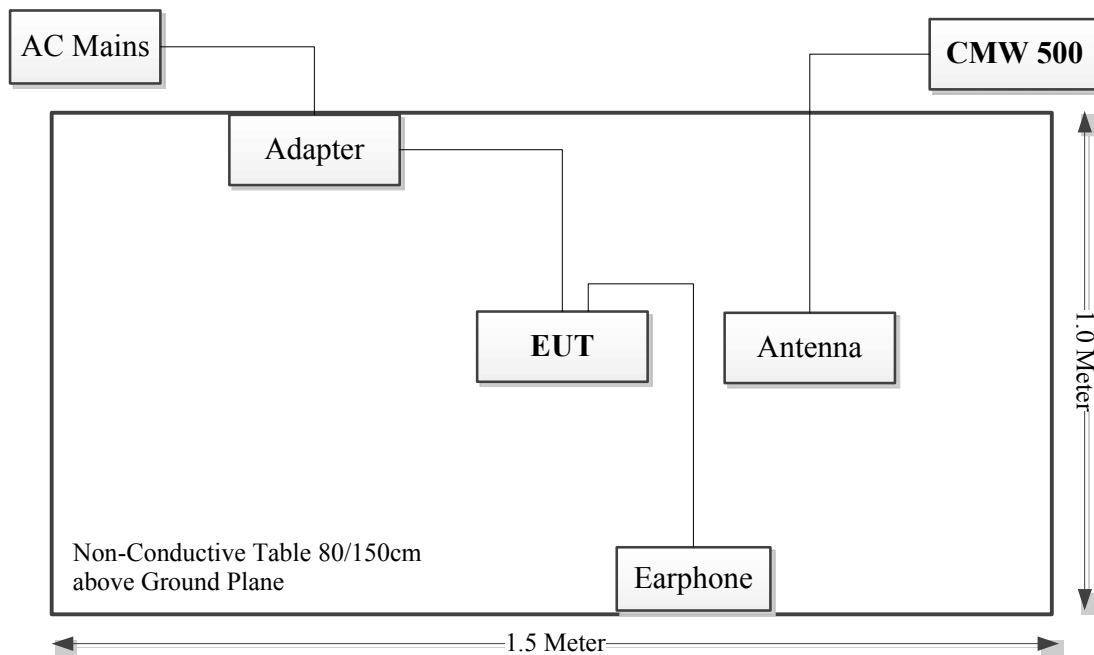 AC Mains
CMW 500
Adapter
EUT
Antenna
1.0 Meter
Non-Conductive Table 80/150cm
above Ground Plane
Earphone
1.5 Meter